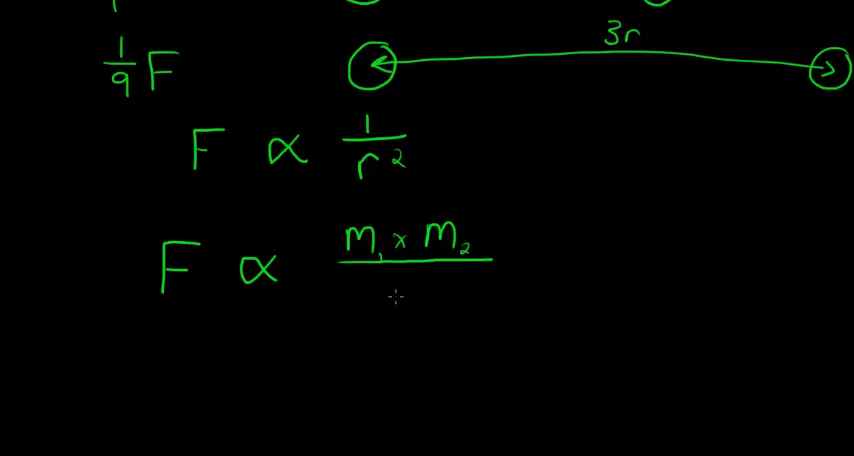 3r
1/9 F
F ∝ 1/r²
F ∝ m₁ × m₂